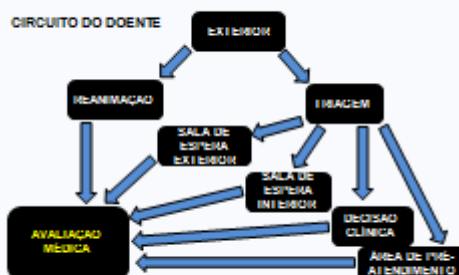 CIRCUITO DO DOENTE
EXTERIOR
REANIMAÇÃO
TRIAGEM
SALA DE
ESPERA
EXTERIOR
SALA DE
ESPERA
INTERIOR
DECISÃO
CLÍNICA
AVALIAÇÃO
MÉDICA
ÁREA DE PRÉ-
ATENDIMENTO